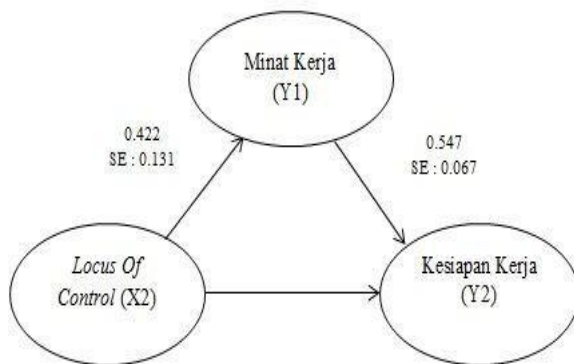 Minat Kerja
(Y1)
0.422
SE : 0.131
0.547
SE : 0.067
Locus Of
Control (X2)
Kesiapan Kerja
(Y2)